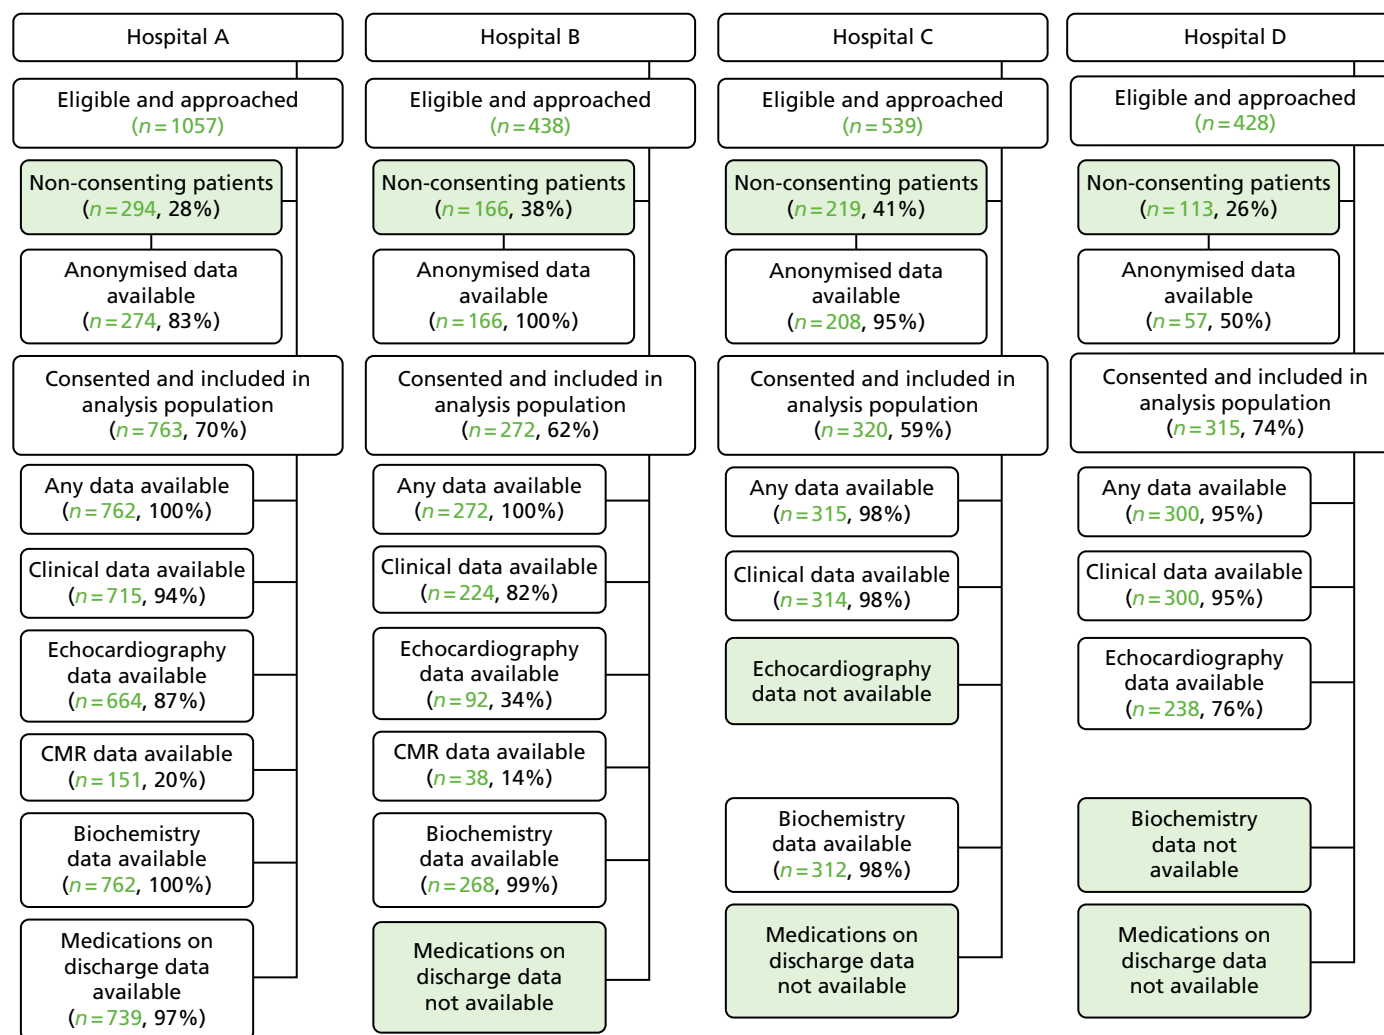 Hospital A
Eligible and approached
(n=1057)
Non-consenting patients
(n=294, 28%)
Anonymised data
available
(n=274, 83%)
Consented and included in
analysis population
(n=763, 70%)
Any data available
(n=762, 100%)
Clinical data available
(n=715, 94%)
Echocardiography
data available
(n=664, 87%)
CMR data available
(n=151, 20%)
Biochemistry
data available
(n=762, 100%)
Medications on
discharge data
available
(n=739, 97%)
Hospital B
Eligible and approached
(n=438)
Non-consenting patients
(n=166, 38%)
Anonymised data
available
(n=166, 100%)
Consented and included in
analysis population
(n=272, 62%)
Any data available
(n=272, 100%)
Clinical data available
(n=224, 82%)
Echocardiography
data available
(n=92, 34%)
CMR data available
(n=38, 14%)
Biochemistry
data available
(n=268, 99%)
Medications on
discharge data
not available
Hospital C
Eligible and approached
(n=539)
Non-consenting patients
(n=219, 41%)
Anonymised data
available
(n=208, 95%)
Consented and included in
analysis population
(n=320, 59%)
Any data available
(n=315, 98%)
Clinical data available
(n=314, 98%)
Echocardiography
data not available
Biochemistry
data available
(n=312, 98%)
Medications on
discharge data
not available
Hospital D
Eligible and approached
(n=428)
Non-consenting patients
(n=113, 26%)
Anonymised data
available
(n=57, 50%)
Consented and included in
analysis population
(n=315, 74%)
Any data available
(n=300, 95%)
Clinical data available
(n=300, 95%)
Echocardiography
data available
(n=238, 76%)
Biochemistry
data not
available
Medications on
discharge data
not available